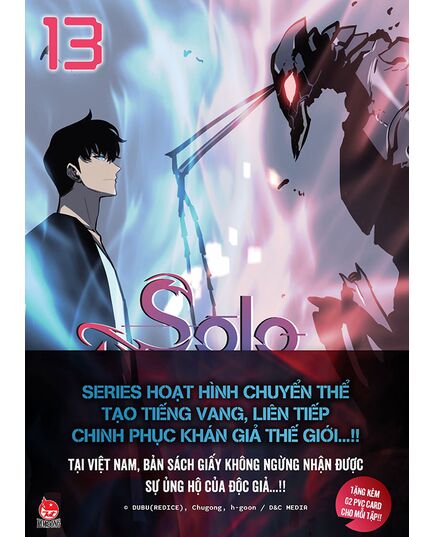 13
Solo
SERIES HOẠT HÌNH CHUYỂN THỂ
TẠO TIẾNG VANG, LIÊN TIẾP
CHINH PHỤC KHÁN GIẢ THẾ GIỚI...!!
TẠI VIỆT NAM, BẢN SÁCH GIẤY KHÔNG NGỪNG NHẬN ĐƯỢC
SỰ ỦNG HỘ CỦA ĐỘC GIẢ...!!
TẶNG KÈM
02 PVC CARD
CHO MỖI TẬP!!
© DUBU(REDICE), Chugong, h-goon / D&C MEDIA
KIM ĐỒNG